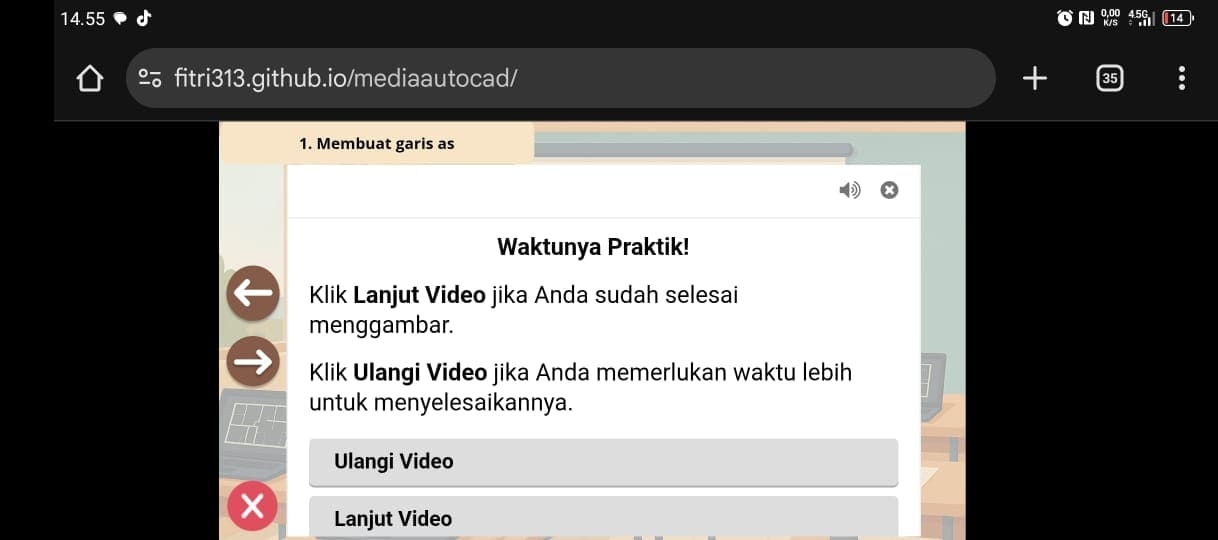 14.55
0,00 K/S 4.5G 14
fitri313.github.io/mediaautocad/
35
1. Membuat garis as
Waktunya Praktik!
Klik Lanjut Video jika Anda sudah selesai
menggambar.
Klik Ulangi Video jika Anda memerlukan waktu lebih
untuk menyelesaikannya.
Ulangi Video
Lanjut Video